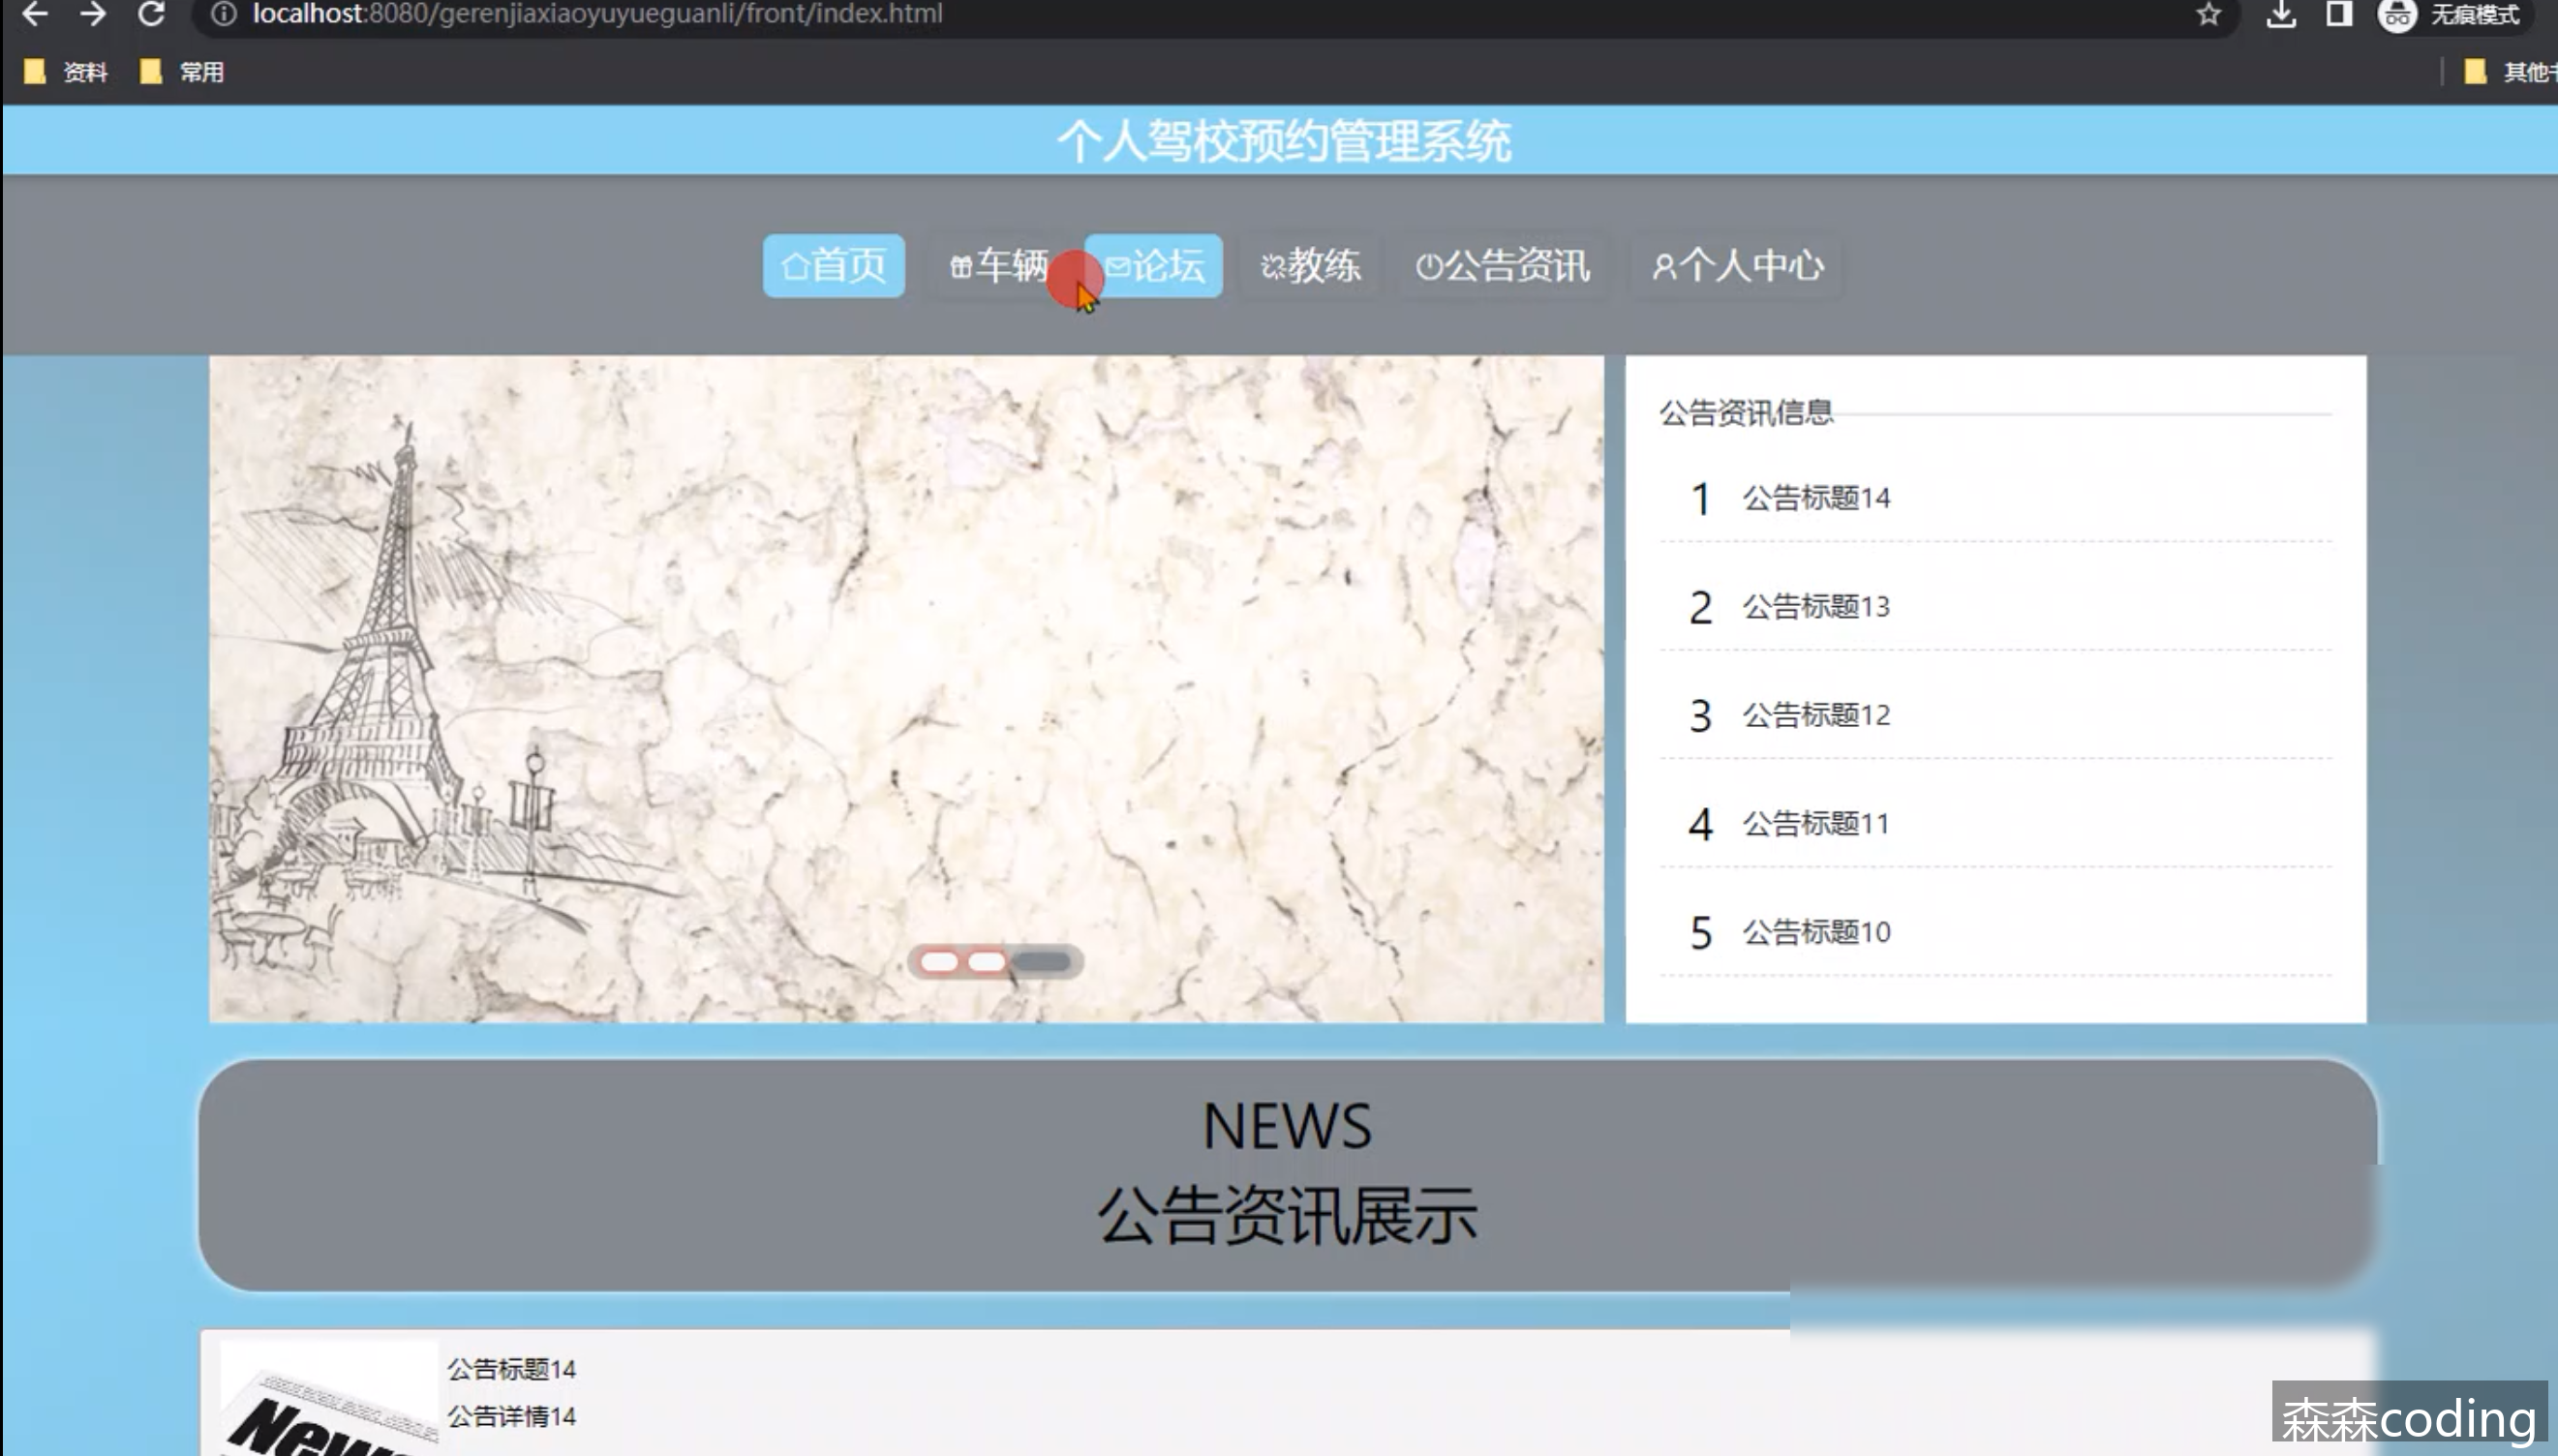 localhost:8080/gerenjiaxiaoyuyueguanli/front/index.html
无痕模式
资料
常用
个人驾校预约管理系统
首页
车辆
论坛
教练
公告资讯
个人中心
公告资讯信息
1 公告标题14
2 公告标题13
3 公告标题12
4 公告标题11
5 公告标题10
NEWS
公告资讯展示
公告标题14
公告详情14
森森coding